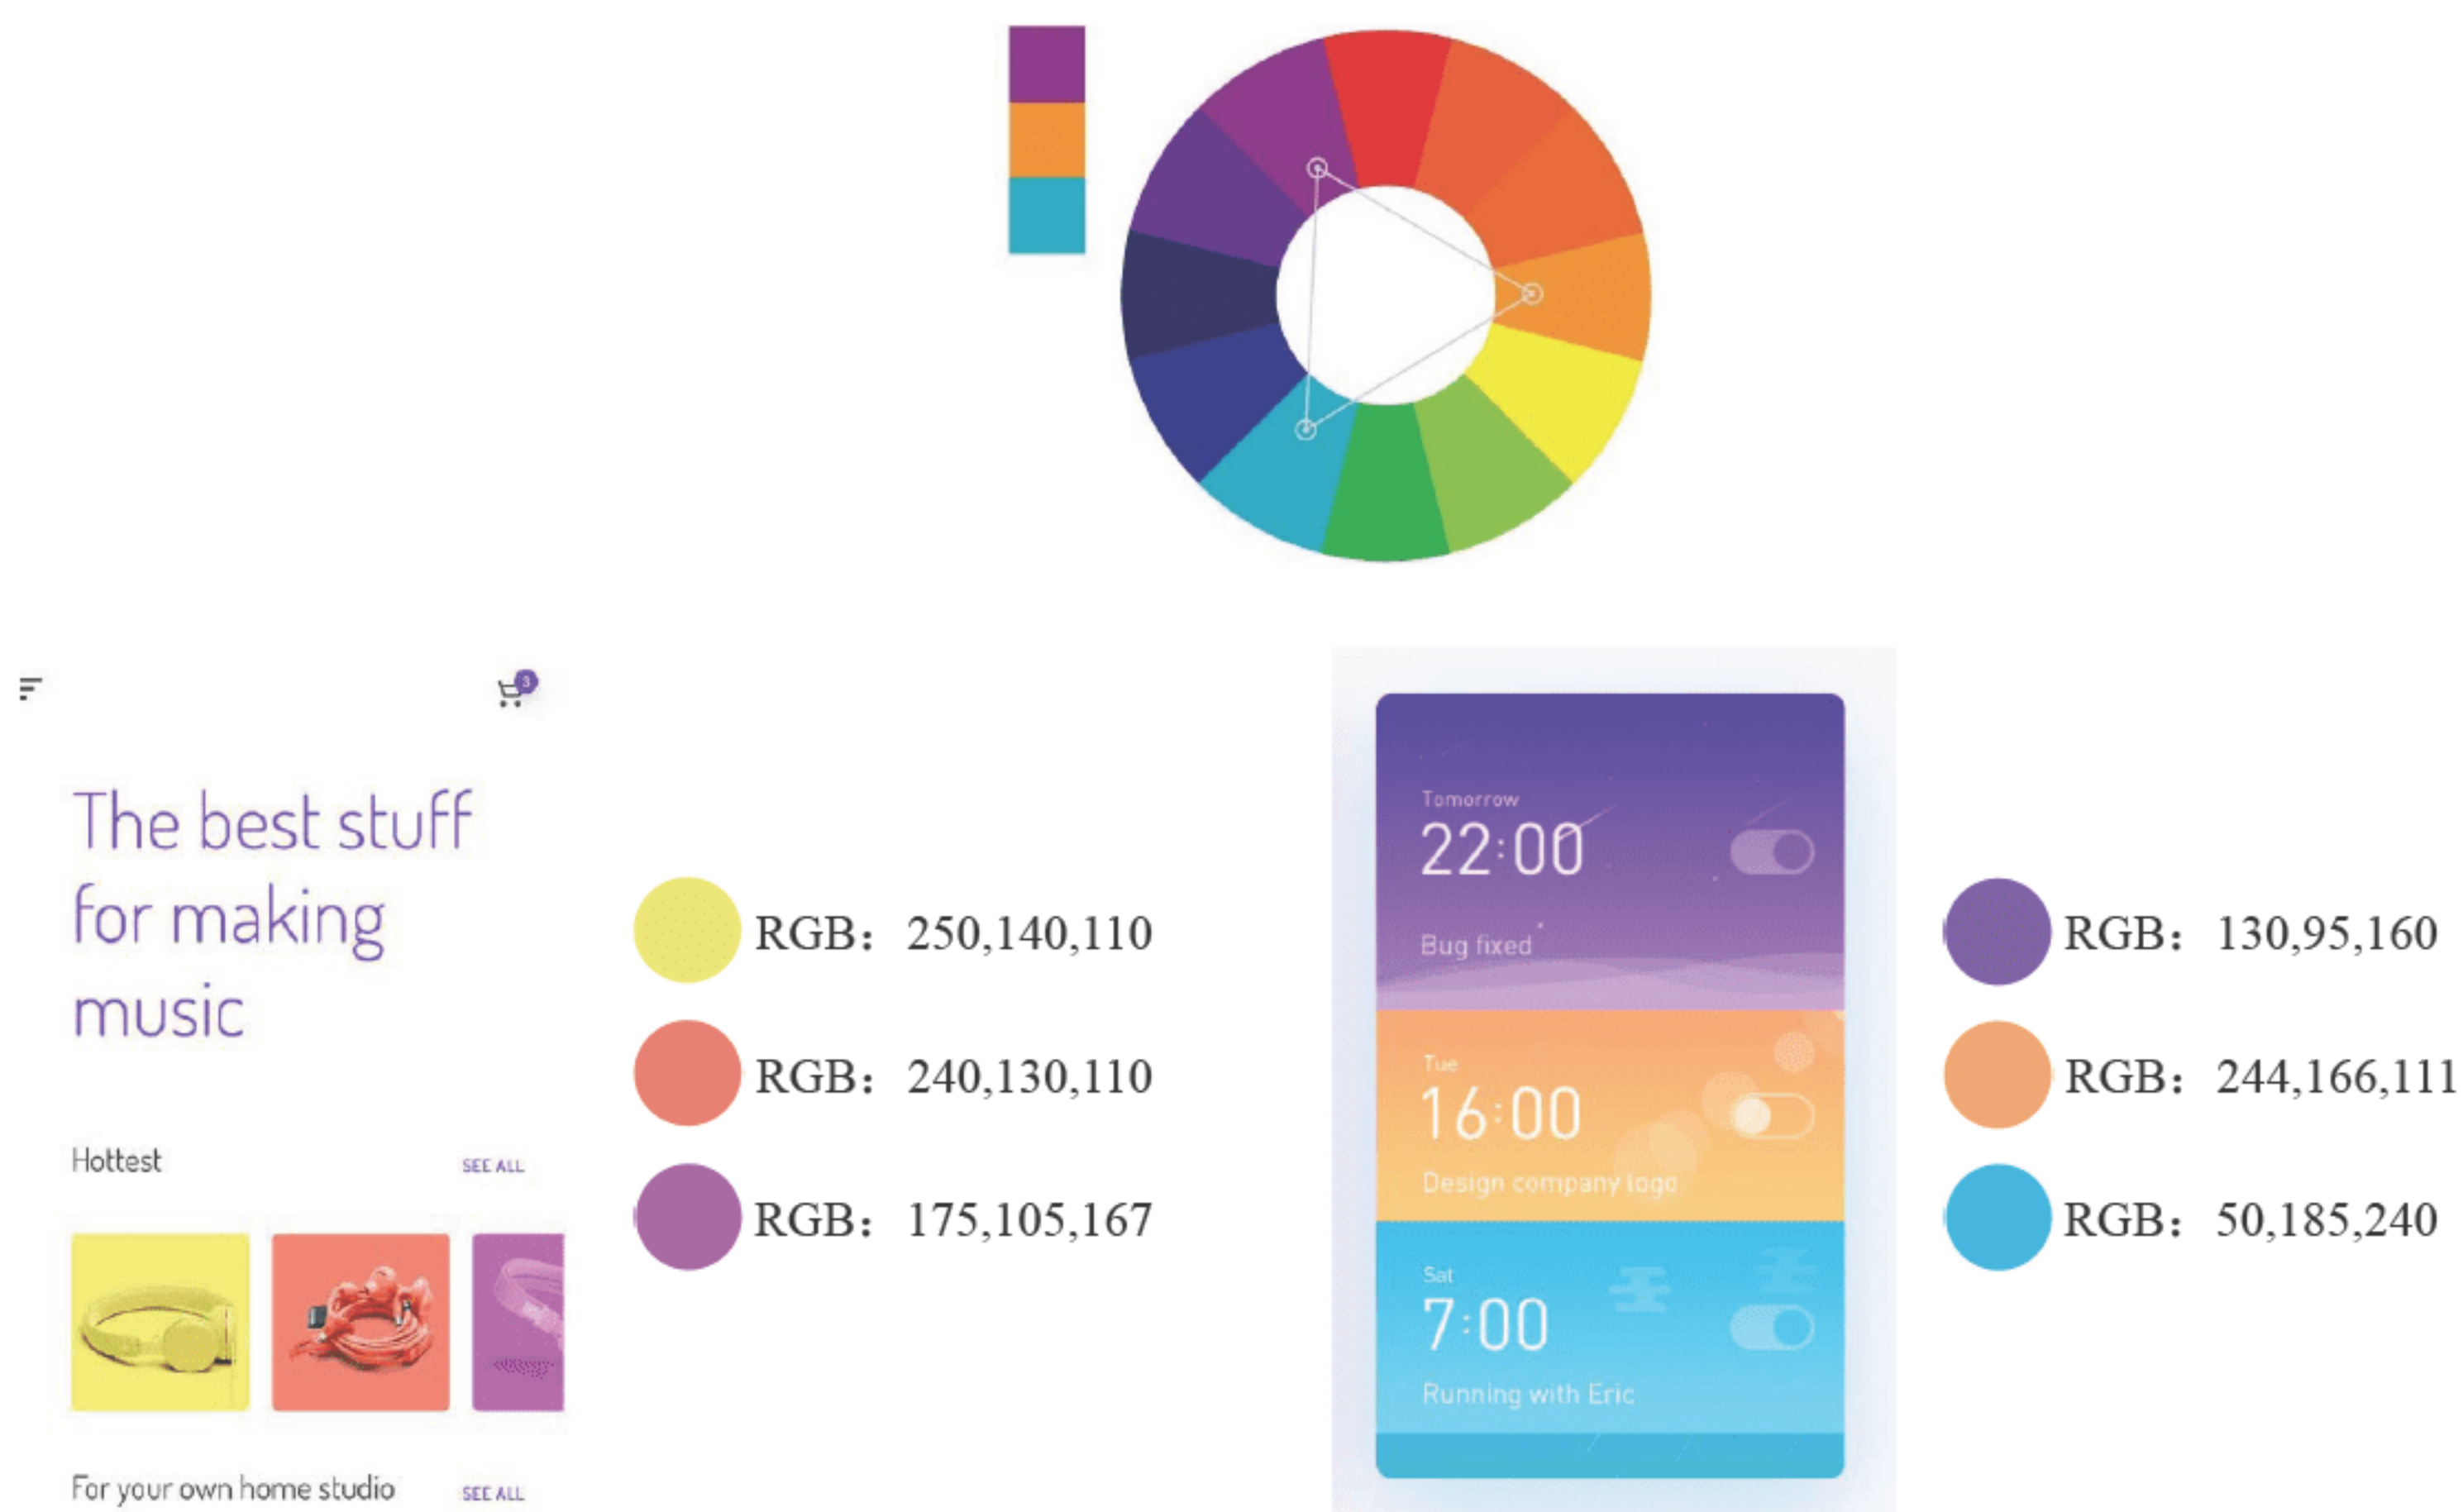 3
The best stuff
for making
music
Hottest
SEE ALL
For your own home studio
SEE ALL
RGB：250,140,110
RGB：240,130,110
RGB：175,105,167
Tomorrow
22:00
Bug fixed
Tue
16:00
Design company logo
Sat
7:00
Running with Eric
RGB：130,95,160
RGB：244,166,111
RGB：50,185,240